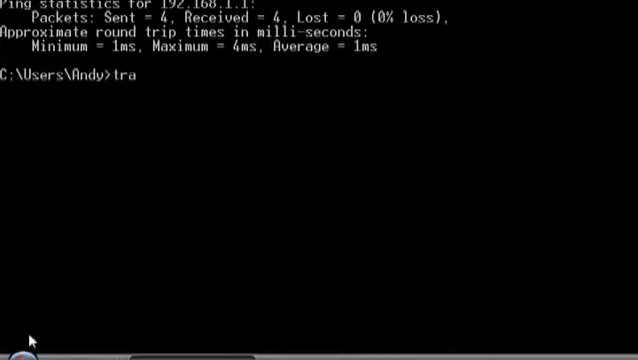 Ping statistics for 192.168.1.1:
Packets: Sent = 4, Received = 4, Lost = 0 (0% loss),
Approximate round trip times in milli-seconds:
Minimum = 1ms, Maximum = 4ms, Average = 1ms
C:\Users\Andy>tra